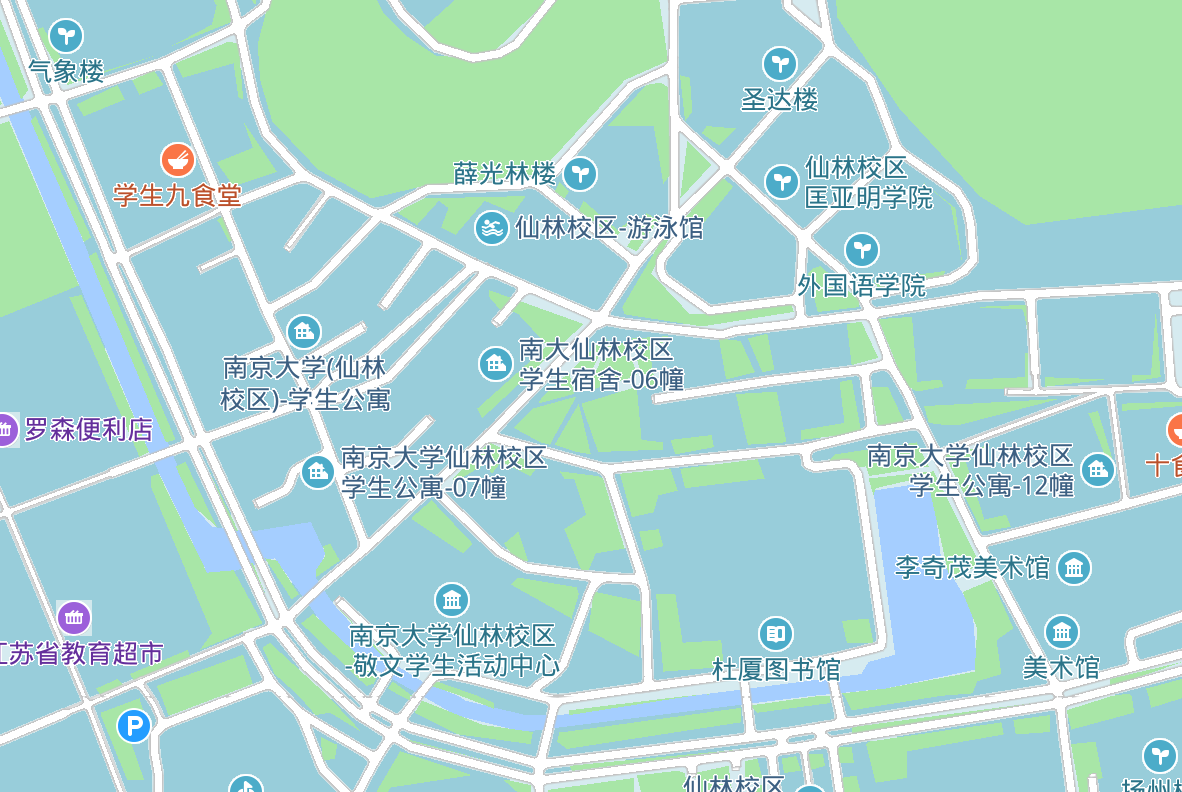 气象楼
圣达楼
学生九食堂
薛光林楼
仙林校区
匡亚明学院
仙林校区-游泳馆
外国语学院
南京大学(仙林
校区)-学生公寓
南大仙林校区
学生宿舍-06幢
罗森便利店
南京大学仙林校区
学生公寓-07幢
南京大学仙林校区
学生公寓-12幢
十食
李奇茂美术馆
江苏省教育超市
南京大学仙林校区
-敬文学生活动中心
杜厦图书馆
美术馆
P
仙林校区
扬州楼